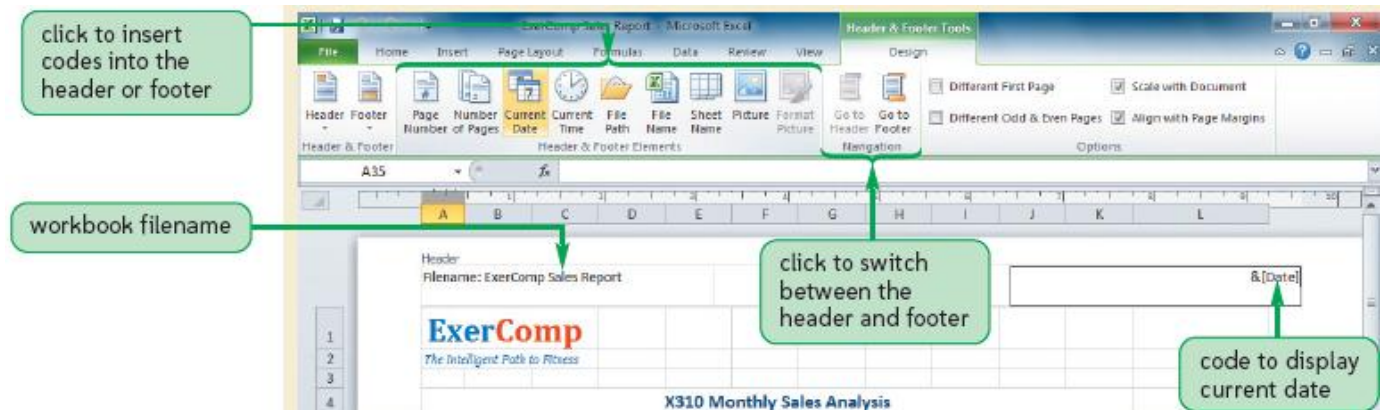 click to insert
codes into the
header or footer
ExerComp Sales Report - Microsoft Excel
Header & Footer Tools
File Home Insert Page Layout Formulas Data Review View Design
Header Footer
Page Number
Number of Pages
Current Date
Current Time
File Path
File Name
Sheet Name
Picture
Format Picture
Go to Header
Go to Footer
Different First Page
Different Odd & Even Pages
Scale with Document
Align with Page Margins
Header & Footer
Header & Footer Elements
Navigation
Options
A35
fx
A B C D E F G H I J K L
workbook filename
Header
Filename: ExerComp Sales Report
&[Date]
click to switch
between the
header and footer
code to display
current date
1
ExerComp
2
The Intelligent Path to Fitness
3
4
X310 Monthly Sales Analysis